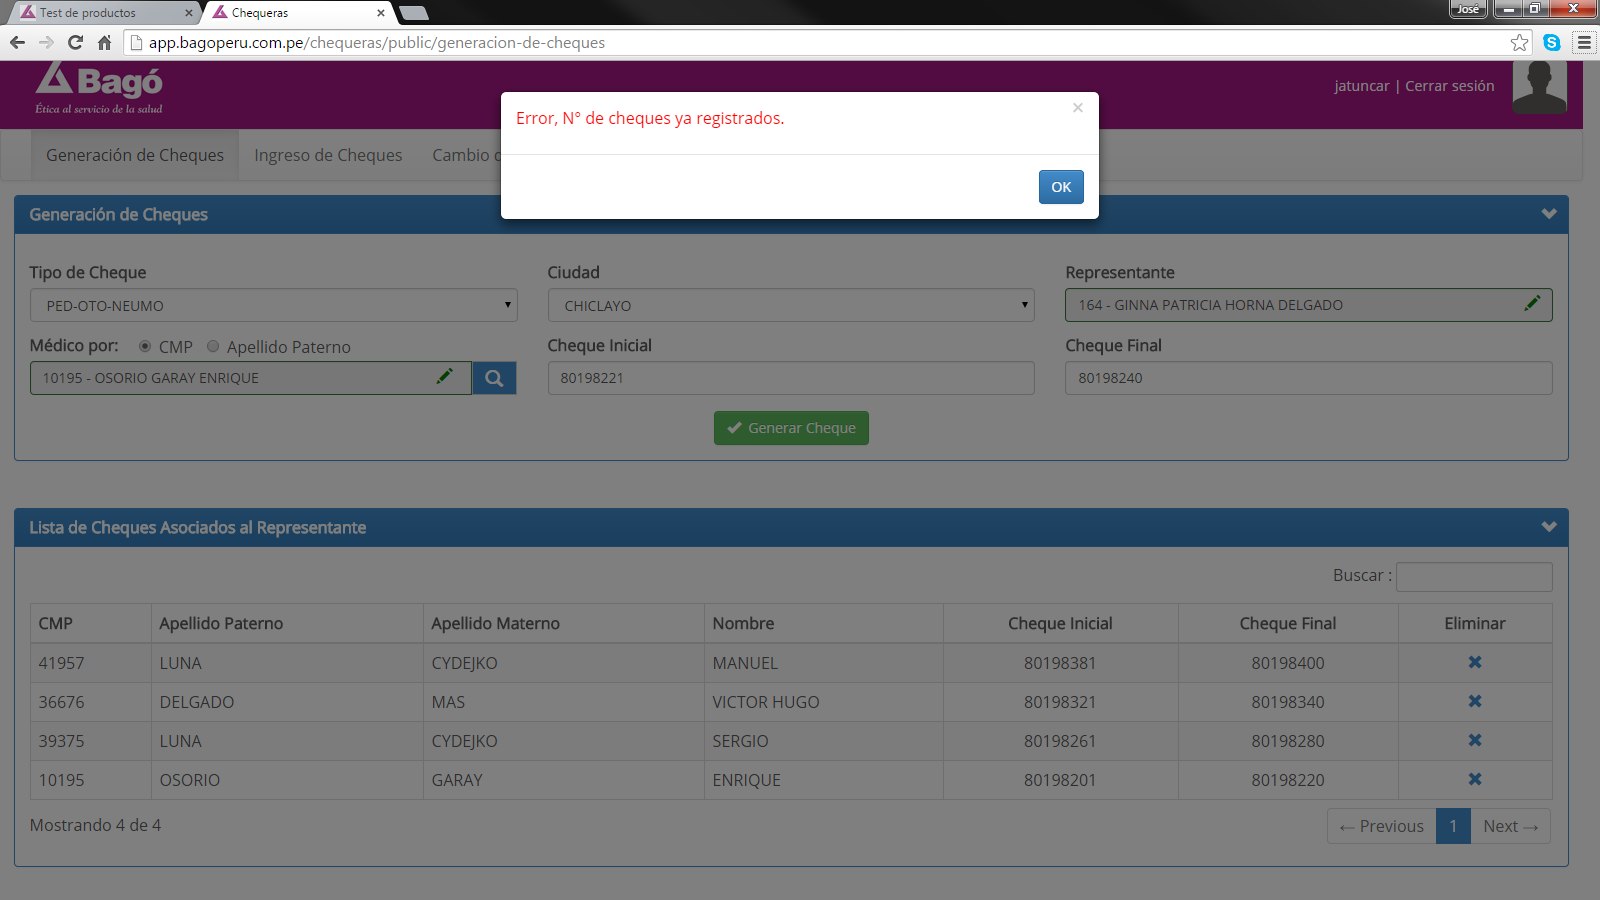 Test de productos
Chequeras
José
app.bagoperu.com.pe/chequeras/public/generacion-de-cheques
Bagó
Ética al servicio de la salud
jatuncar | Cerrar sesión
Error, N° de cheques ya registrados.
OK
Generación de Cheques Ingreso de Cheques Cambio
Generación de Cheques
Tipo de Cheque Ciudad Representante
PED-OTO-NEUMO CHICLAYO 164 - GINNA PATRICIA HORNA DELGADO
Médico por: CMP Apellido Paterno Cheque Inicial Cheque Final
10195 - OSORIO GARAY ENRIQUE 80198221 80198240
Generar Cheque
Lista de Cheques Asociados al Representante
Buscar :
CMP Apellido Paterno Apellido Materno Nombre Cheque Inicial Cheque Final Eliminar
41957 LUNA CYDEJKO MANUEL 80198381 80198400
36676 DELGADO MAS VICTOR HUGO 80198321 80198340
39375 LUNA CYDEJKO SERGIO 80198261 80198280
10195 OSORIO GARAY ENRIQUE 80198201 80198220
Mostrando 4 de 4 ← Previous 1 Next →